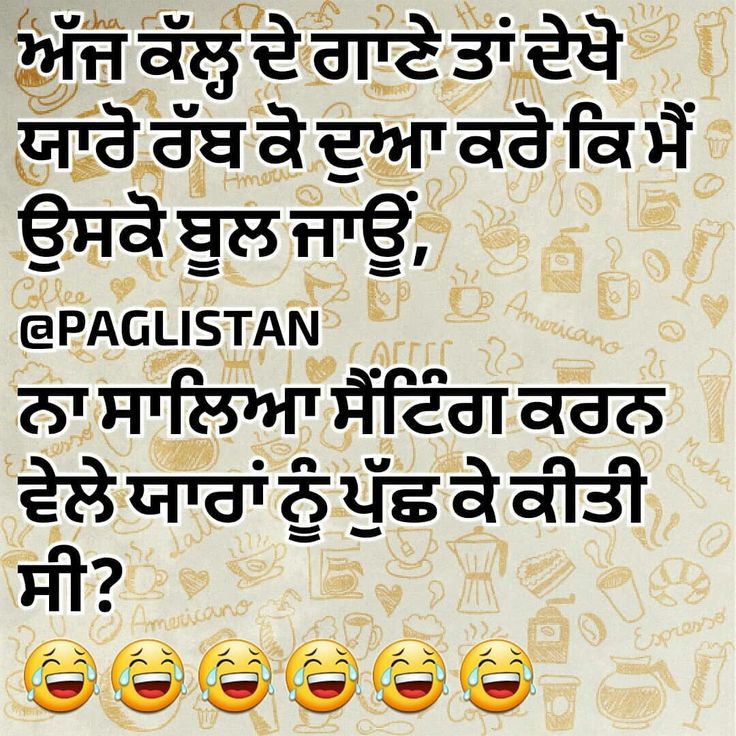 ਅੱਜ ਕੱਲ੍ਹ ਦੇ ਗਾਣੇ ਤਾਂ ਦੇਖੋ
ਯਾਰੋ ਰੱਬ ਕੋ ਦੁਆ ਕਰੋ ਕਿ ਮੈਂ
ਉਸਕੋ ਬੂਲ ਜਾਊਂ,
@PAGLISTAN
ਨਾ ਸਾਲਿਆ ਸੈਂਟਿੰਗ ਕਰਨ
ਵੇਲੇ ਯਾਰਾਂ ਨੂੰ ਪੁੱਛ ਕੇ ਕੀਤੀ
ਸੀ?
😂😂😂😂😂😂